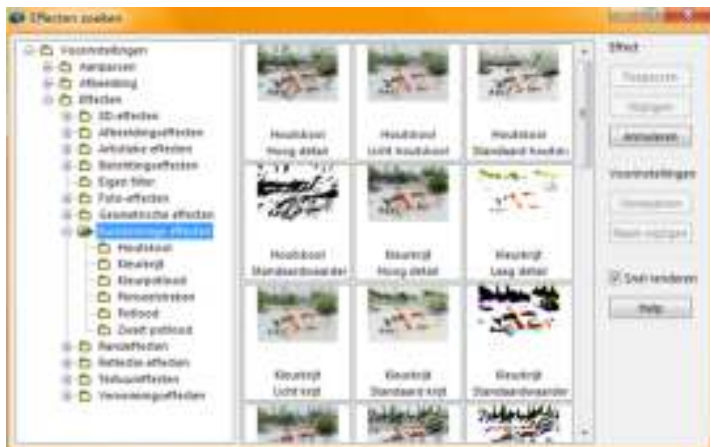 Effecten zoeken
Voorinstellingen
Aanpassen
Afbeelding
Effecten
3D-effecten
Afbeeldingseffecten
Artistieke effecten
Belichtingseffecten
Eigen filter
Foto-effecten
Geometrische effecten
effecten
Houtskool
Kleurkrijt
Kleurpotlood
Penseelstreken
Potlood
Zwart potlood
Randeffecten
Reflectie-effecten
Textuureffecten
Vervormingseffecten
Houtskool
Hoog detail
Houtskool
Licht houtskool
Houtskool
Standaard
Houtskool
Standaardwaarden
Kleurkrijt
Hoog detail
Kleurkrijt
Laag detail
Kleurkrijt
Licht krijt
Kleurkrijt
Standaard krijt
Kleurkrijt
Standaardwaarden
Effect
Toepassen
Wijzigen
Annuleren
Voorinstellingen
Verwijderen
Naam wijzigen
Snel renderen
Help